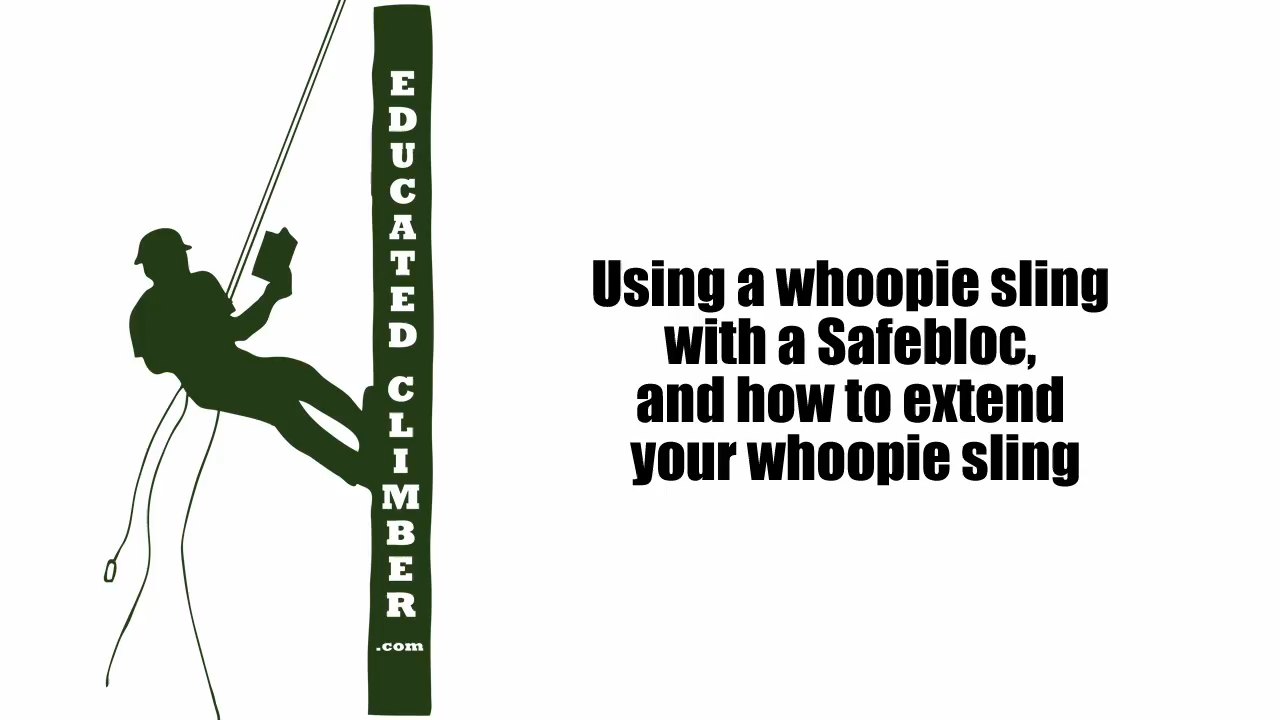 EDUCATED CLIMBER
.com
Using a whoopie sling
with a Safebloc,
and how to extend
your whoopie sling